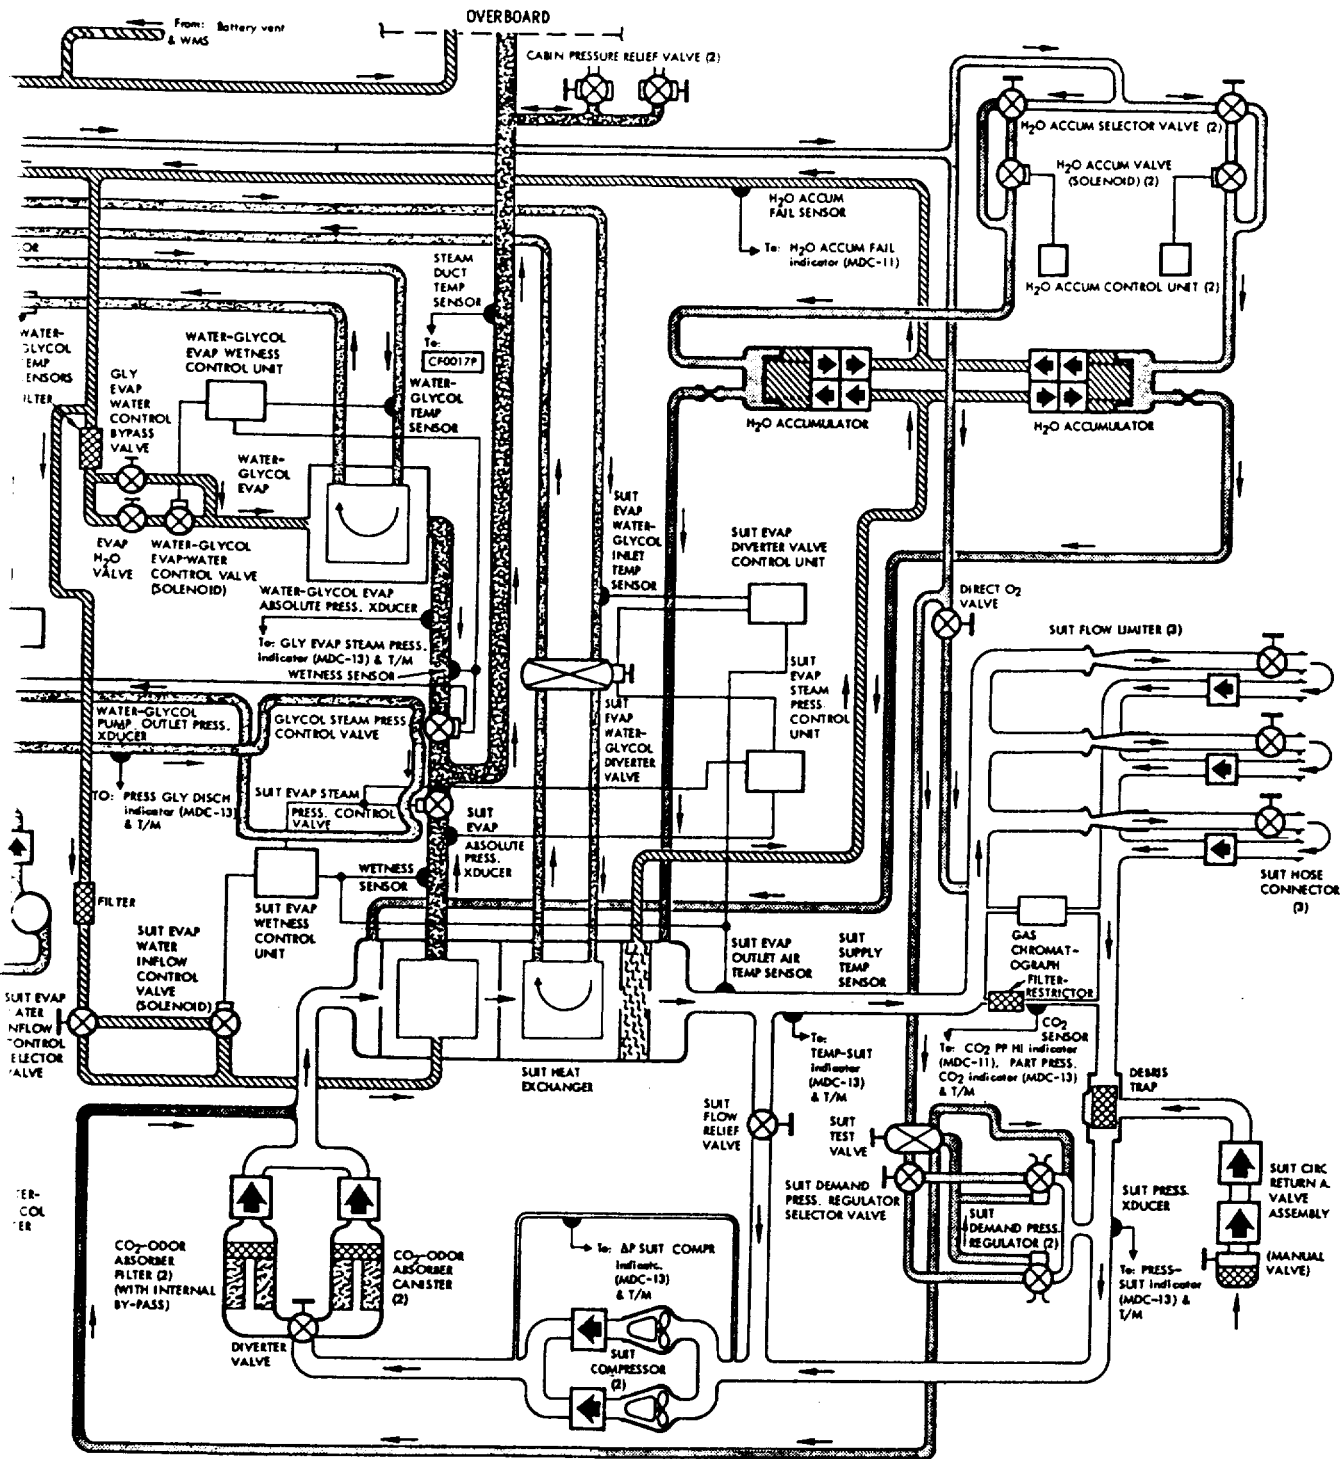 From: Battery vent
& WMS
OVERBOARD
CABIN PRESSURE RELIEF VALVE (2)
H2O ACCUM SELECTOR VALVE (2)
H2O ACCUM VALVE
(SOLENOID) (2)
H2O ACCUM
FAIL SENSOR
To: H2O ACCUM FAIL
indicator (MDC-11)
H2O ACCUM CONTROL UNIT (2)
STEAM
DUCT
TEMP
SENSOR
To:
CF0017P
WATER-
GLYCOL
TEMP
SENSOR
WATER-GLYCOL
EVAP WETNESS
CONTROL UNIT
WATER-
GLYCOL
TEMP
ENSORS
ILTER
GLY
EVAP
WATER
CONTROL
BYPASS
VALVE
WATER-
GLYCOL
EVAP
H2O ACCUMULATOR
H2O ACCUMULATOR
EVAP
H2O
VALVE
WATER-GLYCOL
EVAP-WATER
CONTROL VALVE
(SOLENOID)
SUIT
EVAP
WATER-
GLYCOL
INLET
TEMP
SENSOR
SUIT EVAP
DIVERTER VALVE
CONTROL UNIT
WATER-GLYCOL EVAP
ABSOLUTE PRESS. XDUCER
To: GLY EVAP STEAM PRESS.
indicator (MDC-13) & T/M
WETNESS SENSOR
DIRECT O2
VALVE
SUIT FLOW LIMITER (3)
SUIT
EVAP
STEAM
PRESS.
CONTROL
UNIT
SUIT
EVAP
WATER-
GLYCOL
DIVERTER
VALVE
WATER-GLYCOL
PUMP OUTLET PRESS.
XDUCER
GLYCOL STEAM PRESS
CONTROL VALVE
TO: PRESS GLY DISCH
indicator (MDC-13)
& T/M
SUIT EVAP STEAM
PRESS. CONTROL
VALVE
SUIT
EVAP
ABSOLUTE
PRESS.
XDUCER
WETNESS
SENSOR
SUIT EVAP
WETNESS
CONTROL
UNIT
FILTER
SUIT HOSE
CONNECTOR
(3)
SUIT EVAP
WATER
INFLOW
CONTROL
VALVE
(SOLENOID)
SUIT EVAP
OUTLET AIR
TEMP SENSOR
SUIT
SUPPLY
TEMP
SENSOR
GAS
CHROMAT-
OGRAPH
FILTER-
RESTRICTOR
CO2
SENSOR
SUIT EVAP
ATER
NFLOW
ONTROL
ELECTOR
VALVE
SUIT HEAT
EXCHANGER
To:
TEMP-SUIT
indicator
(MDC-13)
& T/M
To: CO2 PP HI indicator
(MDC-11), PART PRESS.
CO2 indicator (MDC-13)
& T/M
DEBRIS
TRAP
SUIT
FLOW
RELIEF
VALVE
SUIT
TEST
VALVE
SUIT DEMAND
PRESS. REGULATOR
SELECTOR VALVE
SUIT
DEMAND PRESS.
REGULATOR (2)
SUIT PRESS.
XDUCER
SUIT CIRC
RETURN A.
VALVE
ASSEMBLY
(MANUAL
VALVE)
To: PRESS-
SUIT indicator
(MDC-13) &
T/M
TER-
COL
TER
CO2-ODOR
ABSORBER
FILTER (2)
(WITH INTERNAL
BY-PASS)
CO2-ODOR
ABSORBER
CANISTER
(2)
To: ΔP SUIT COMPR
indicatr.
(MDC-13)
& T/M
DIVERTER
VALVE
SUIT
COMPRESSOR
(2)